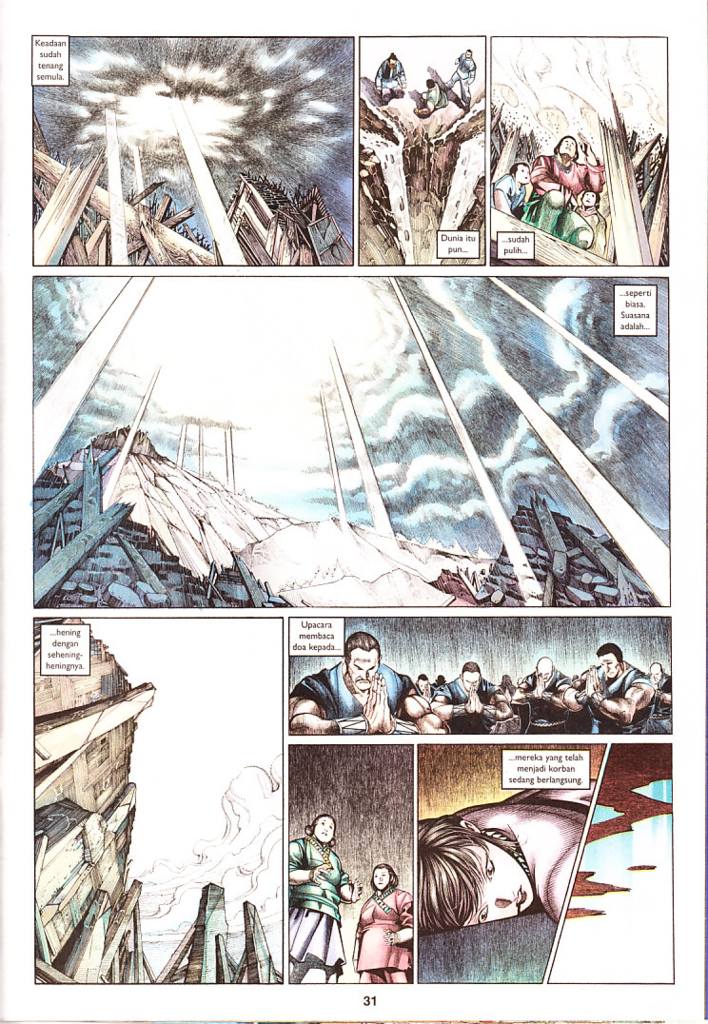 Keadaan
sudah
tenang
semula.
Dunia itu
pun...
...sudah
pulih...
...seperti
biasa.
Suasana
adalah...
...hening
dengan
sehening-
heningnya.
Upacara
membaca
doa kepada...
...mereka yang telah
menjadi korban
sedang berlangsung.
31